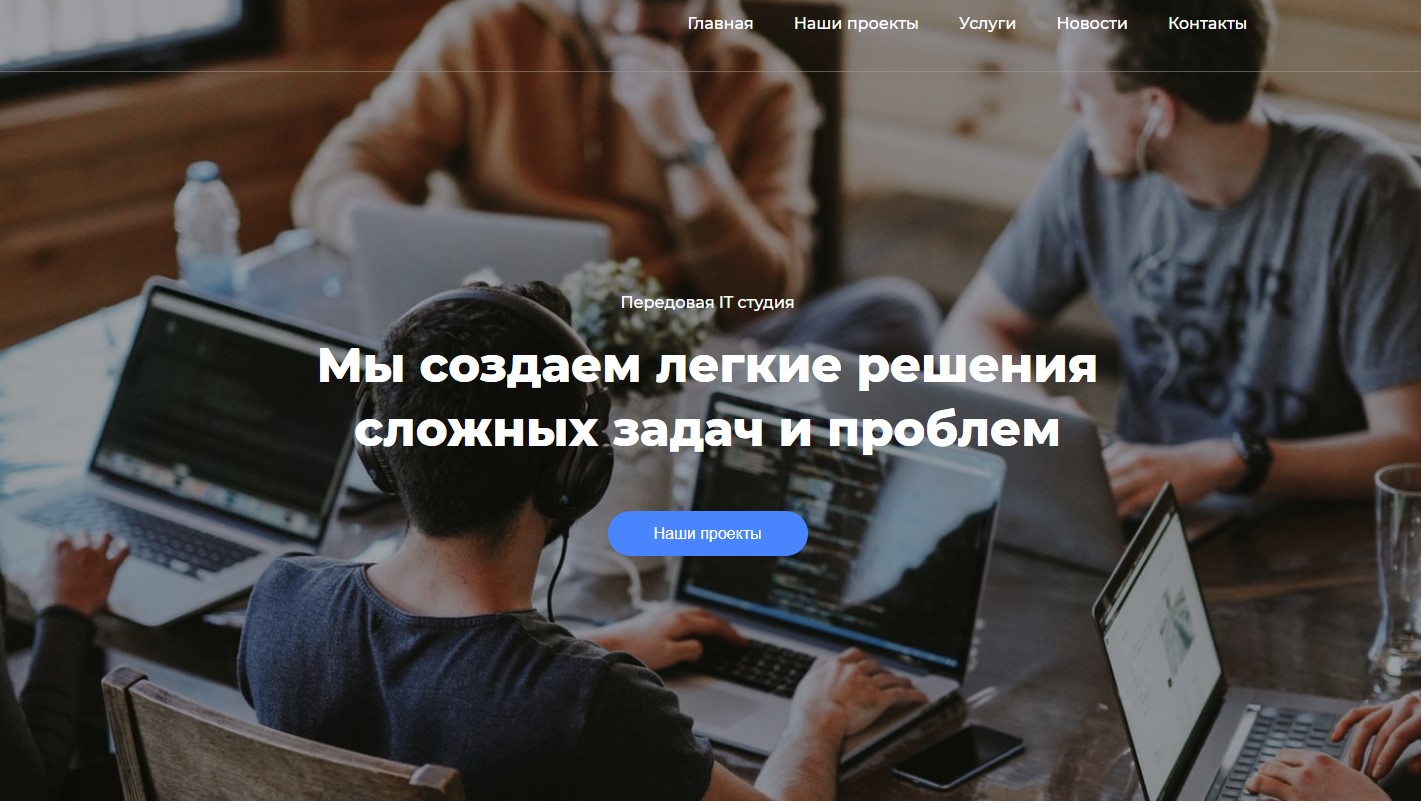 Главная Наши проекты Услуги Новости Контакты
Передовая IT студия
Мы создаем легкие решения
сложных задач и проблем
Наши проекты